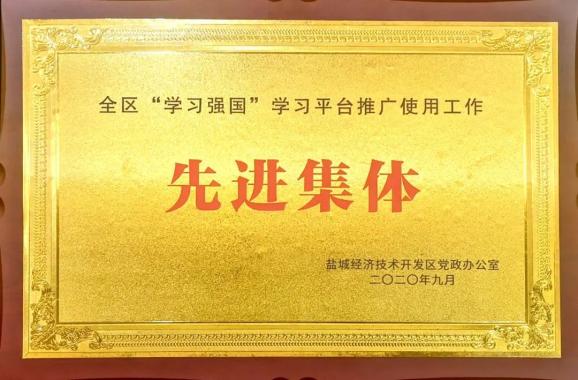 全区“学习强国”学习平台推广使用工作
先进集体
盐城经济技术开发区党政办公室
二〇二〇年九月